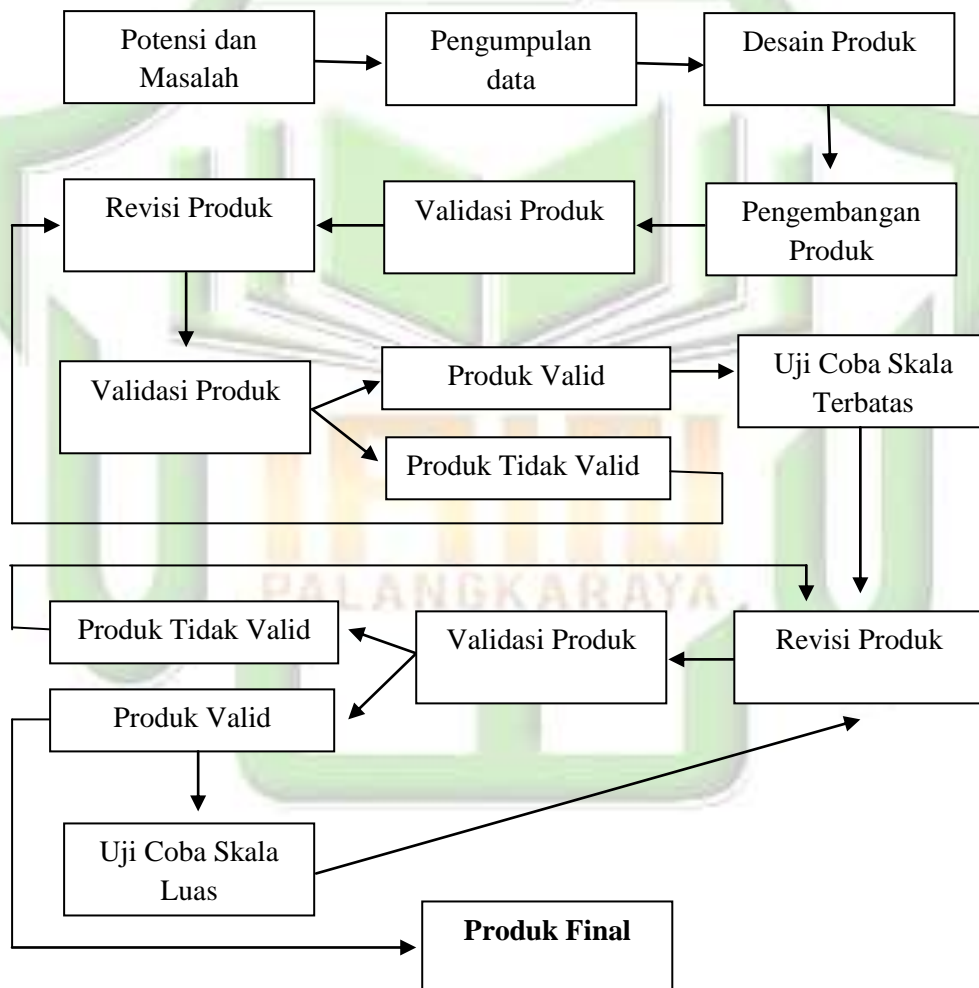 Potensi dan
Masalah
Pengumpulan
data
Desain Produk
Revisi Produk
Validasi Produk
Pengembangan
Produk
Validasi Produk
Produk Valid
Uji Coba Skala
Terbatas
Produk Tidak Valid
PALANGKARAYA
Produk Tidak Valid
Validasi Produk
Revisi Produk
Produk Valid
Uji Coba Skala
Luas
Produk Final